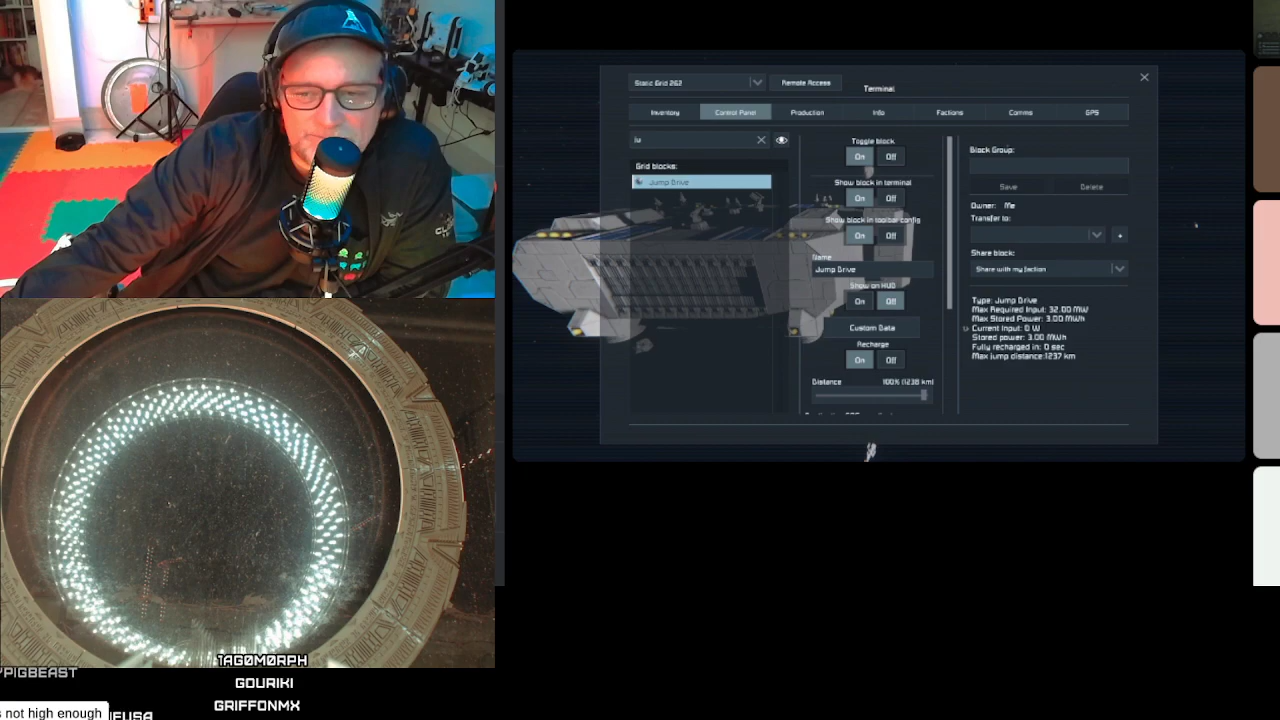 Static Grid 262
Remote Access
Terminal
Inventory
Control Panel
Production
Info
Factions
Comms
GPS
Grid blocks:
Jump Drive
Toggle block
On Off
Show block in terminal
On Off
Show block in toolbar config
On Off
Name
Jump Drive
Show on HUD
On Off
Custom Data
Recharge
On Off
Distance 100% (1238 km)
Block Group:
Save Delete
Owner: Me
Transfer to:
Share block:
Share with my faction
Type: Jump Drive
Max Required Input: 32.00 MW
Max Stored Power: 3.00 MWh
Current Input: 0 W
Stored power: 3.00 MWh
Fully recharged in: 0 sec
Max jump distance:1237 km
TAGOMORPH
YPIGBEAST
GOURIKI
GRIFFONMX
s not high enough